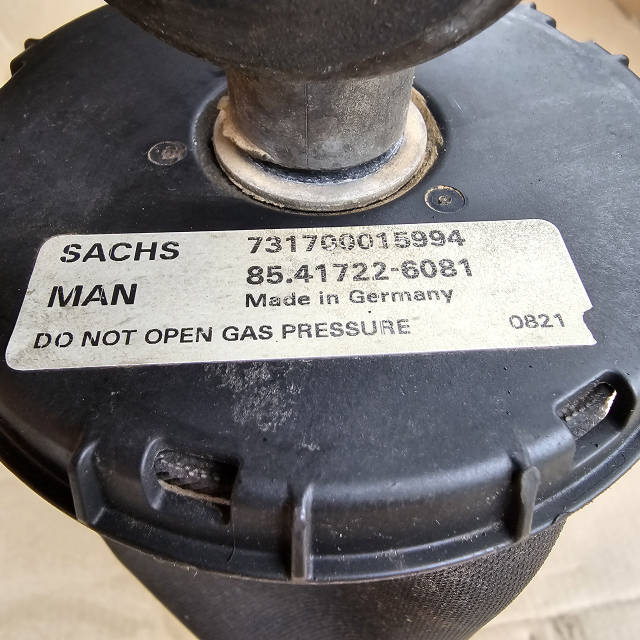 SACHS 731700015994
MAN 85.41722-6081
Made in Germany
DO NOT OPEN GAS PRESSURE 0821